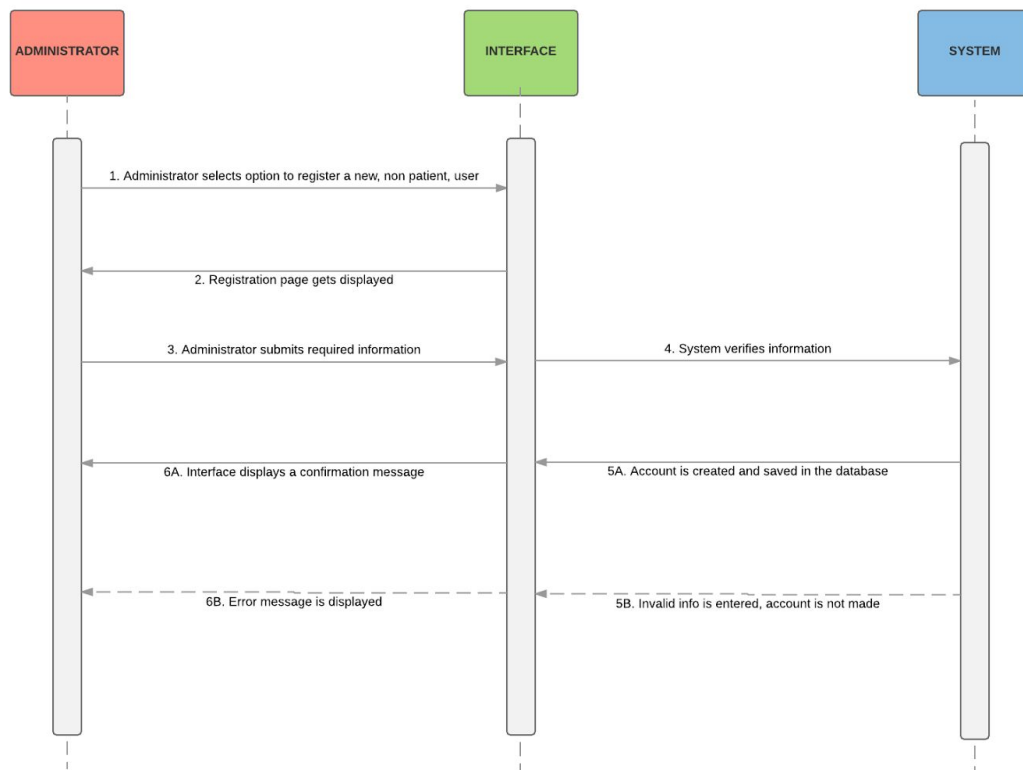 ADMINISTRATOR
INTERFACE
SYSTEM
1. Administrator selects option to register a new, non patient, user
2. Registration page gets displayed
3. Administrator submits required information
4. System verifies information
6A. Interface displays a confirmation message
5A. Account is created and saved in the database
6B. Error message is displayed
5B. Invalid info is entered, account is not made